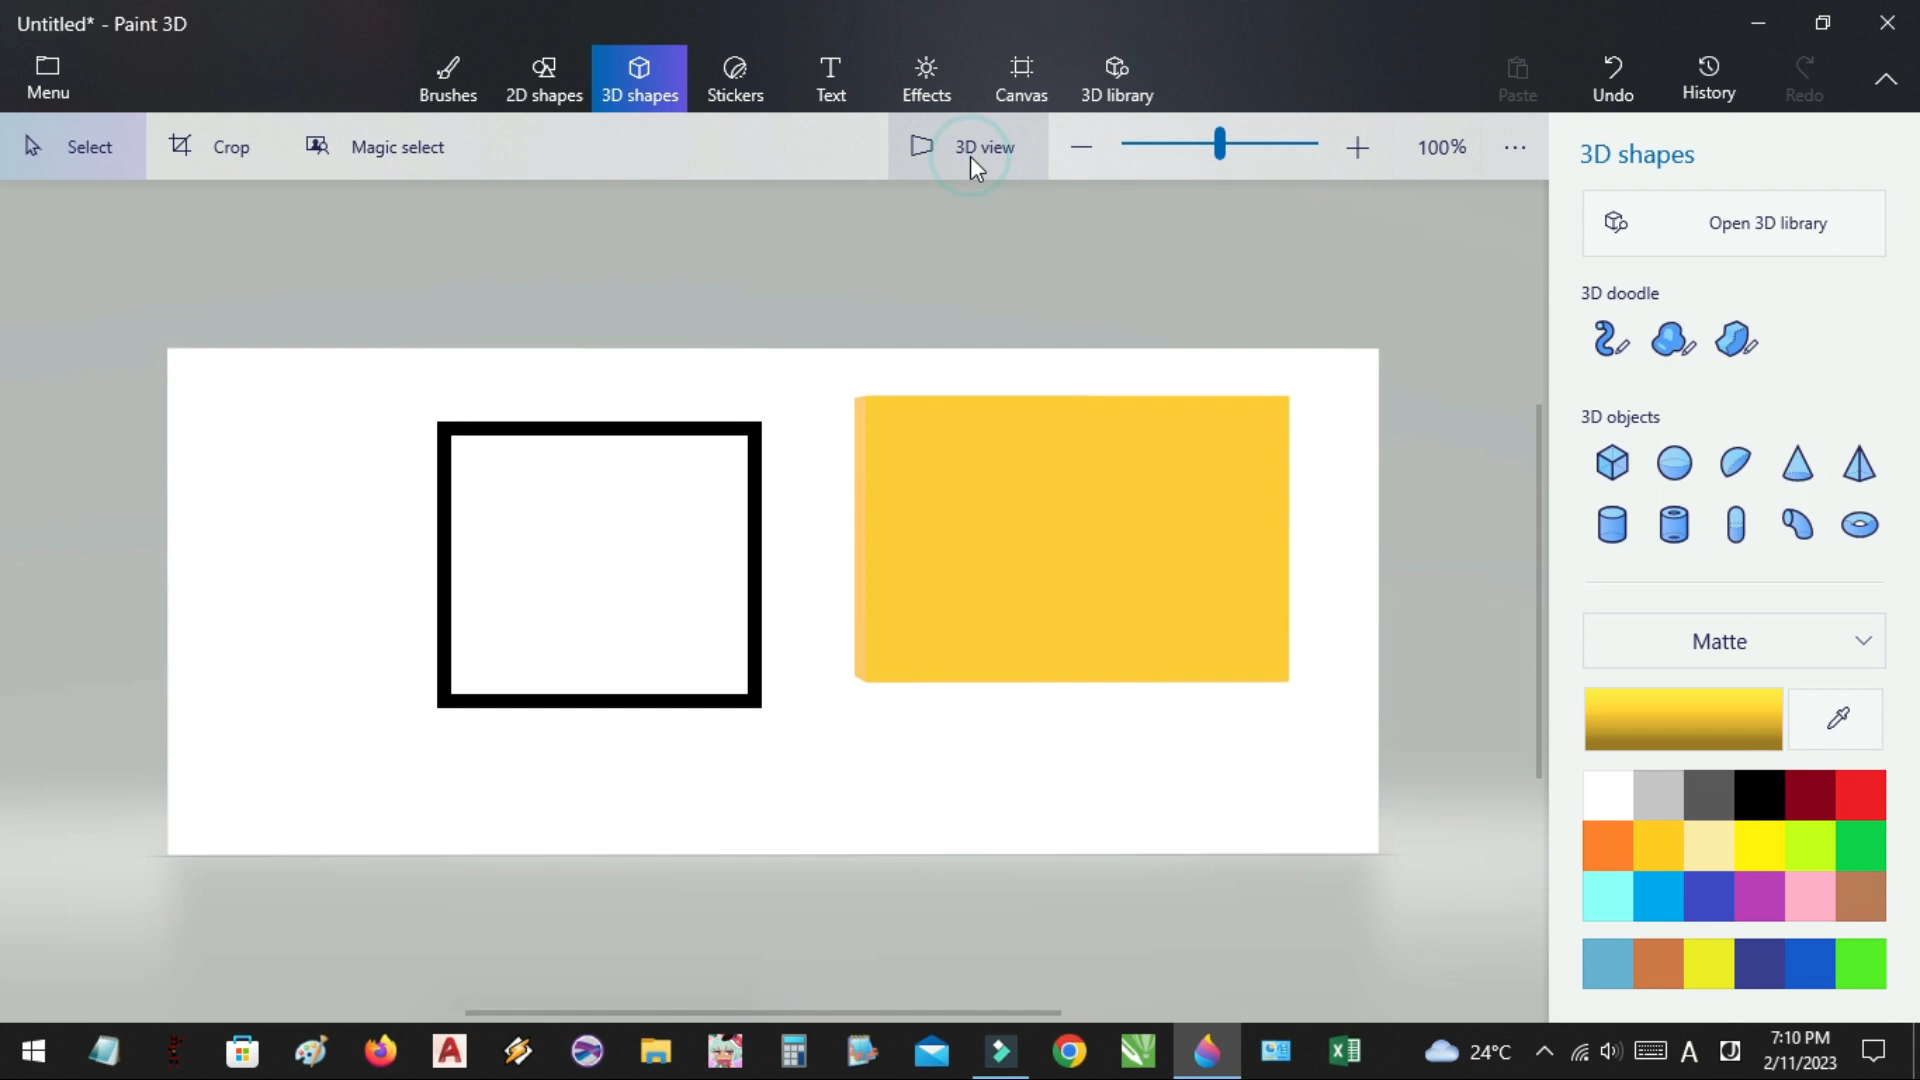 Untitled* - Paint 3D
Menu
Brushes
2D shapes
3D shapes
Stickers
Text
Effects
Canvas
3D library
Paste
Undo
History
Redo
Select
Crop
Magic select
3D view
100%
3D shapes
Open 3D library
3D doodle
3D objects
Matte
24°C
A
7:10 PM
2/11/2023